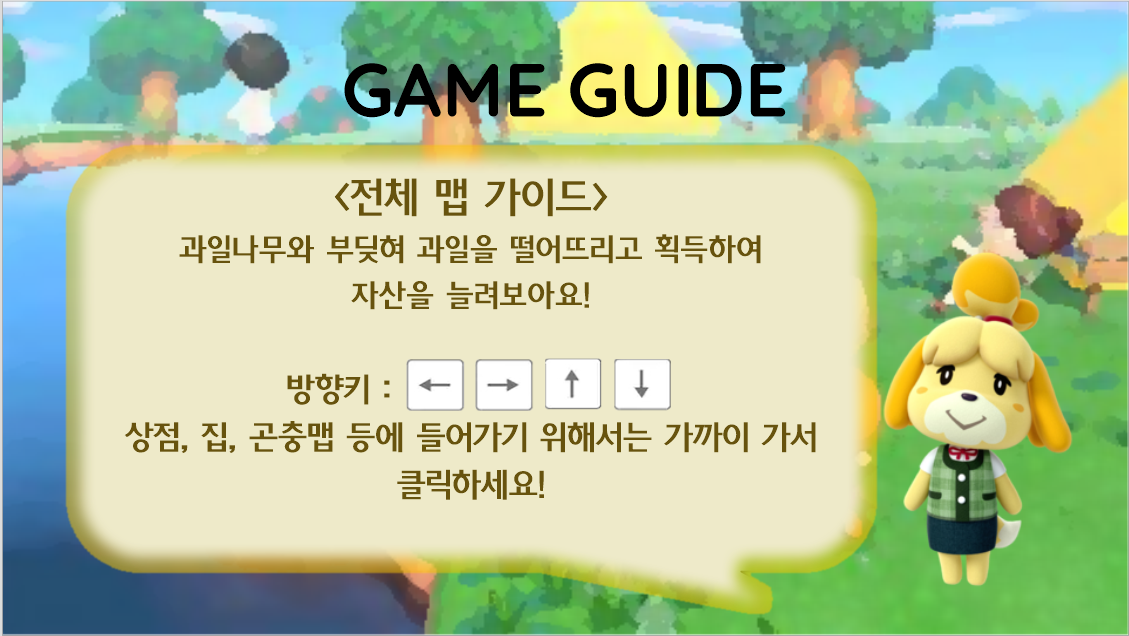 GAME GUIDE
<전체 맵 가이드>
과일나무와 부딪혀 과일을 떨어뜨리고 획득하여
자산을 늘려보아요!
방향키 : ← → ↑ ↓
상점, 집, 곤충맵 등에 들어가기 위해서는 가까이 가서
클릭하세요!